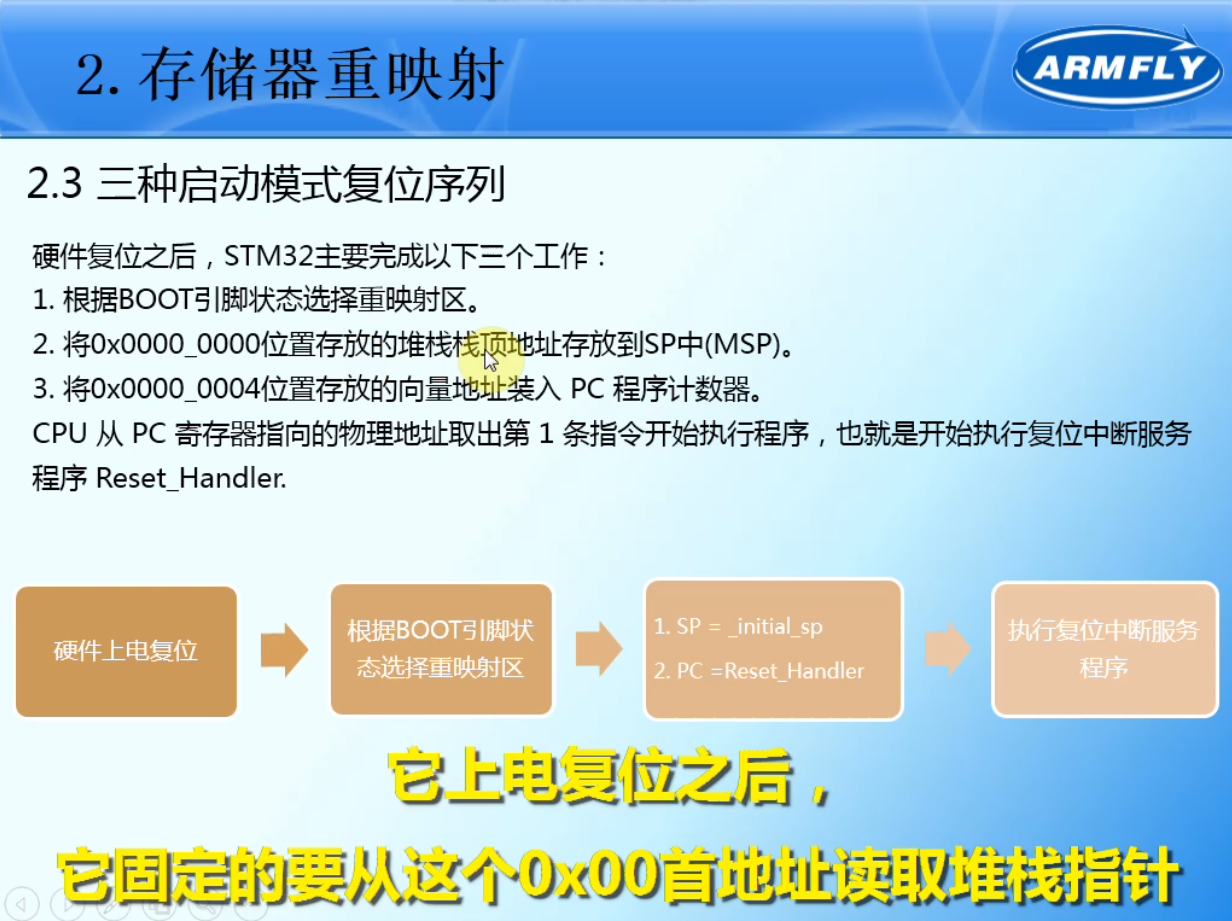 2.存储器重映射
ARMFLY
2.3 三种启动模式复位序列
硬件复位之后，STM32主要完成以下三个工作：
1. 根据BOOT引脚状态选择重映射区。
2. 将0x0000_0000位置存放的堆栈栈顶地址存放到SP中(MSP)。
3. 将0x0000_0004位置存放的向量地址装入 PC 程序计数器。
CPU 从 PC 寄存器指向的物理地址取出第 1 条指令开始执行程序，也就是开始执行复位中断服务
程序 Reset_Handler.
硬件上电复位
根据BOOT引脚状
态选择重映射区
1. SP = _initial_sp
2. PC =Reset_Handler
执行复位中断服务
程序
它上电复位之后，
它固定的要从这个0x00首地址读取堆栈指针